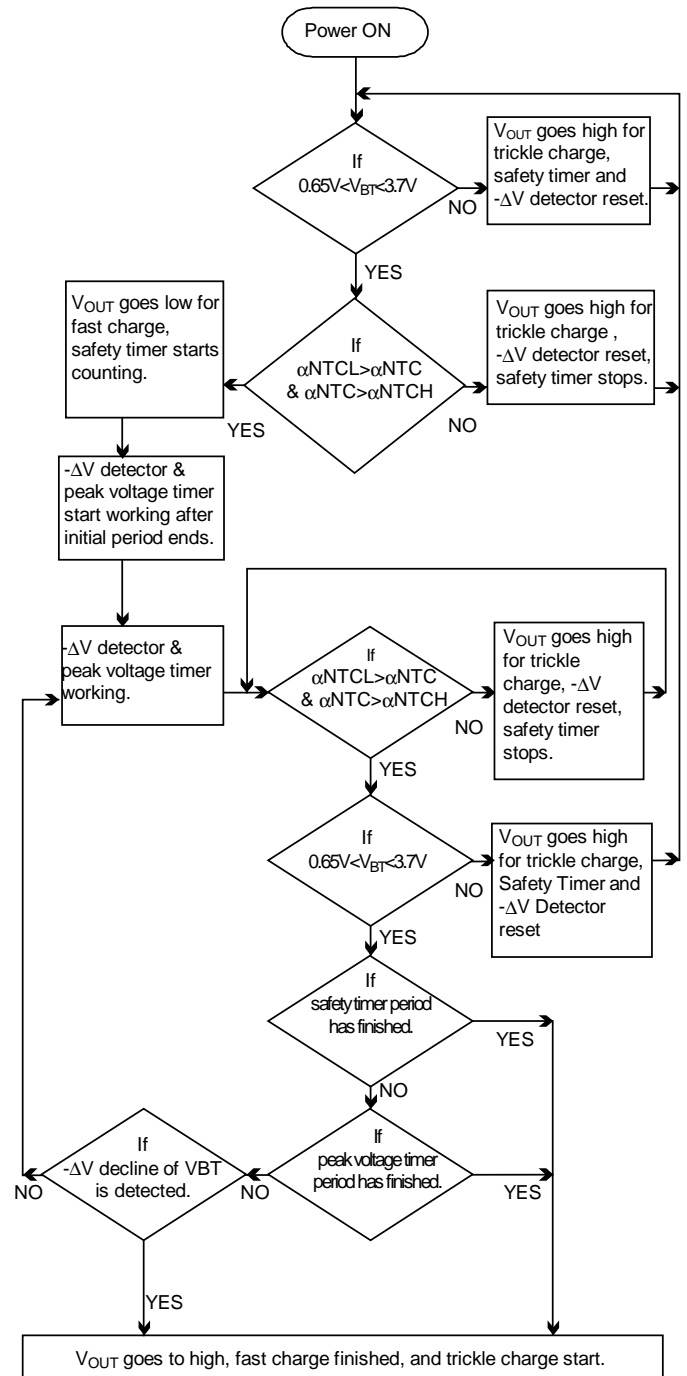 Power ON
If
0.65V<VBT<3.7V
NO
VOUT goes high for
trickle charge,
safety timer and
-ΔV detector reset.
YES
If
αNTCL>αNTC
& αNTC>αNTCH
NO
VOUT goes high for
trickle charge ,
-ΔV detector reset,
safety timer stops.
YES
VOUT goes low for
fast charge,
safety timer starts
counting.
-ΔV detector &
peak voltage timer
start working after
initial period ends.
-ΔV detector &
peak voltage timer
working.
If
αNTCL>αNTC
& αNTC>αNTCH
NO
VOUT goes high
for trickle
charge, -ΔV
detector reset,
safety timer
stops.
YES
If
0.65V<VBT<3.7V
NO
VOUT goes high
for trickle charge,
Safety Timer and
-ΔV Detector
reset
YES
If
safety timer period
has finished.
YES
NO
If
peak voltage timer
period has finished.
YES
NO
If
-ΔV decline of VBT
is detected.
NO
YES
VOUT goes to high, fast charge finished, and trickle charge start.